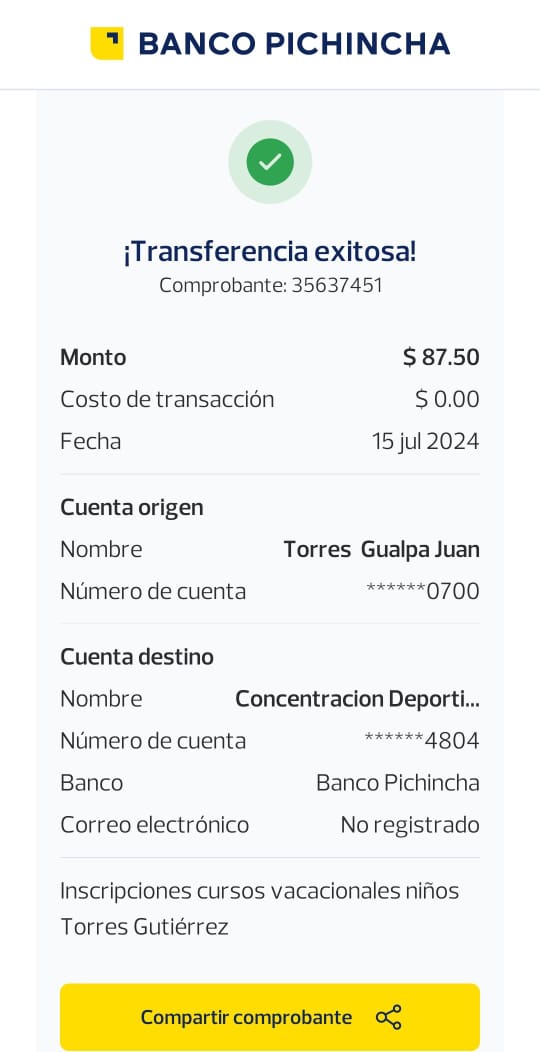 BANCO PICHINCHA
¡Transferencia exitosa!
Comprobante: 35637451
Monto $ 87.50
Costo de transacción $ 0.00
Fecha 15 jul 2024
Cuenta origen
Nombre Torres Gualpa Juan
Número de cuenta ******0700
Cuenta destino
Nombre Concentracion Deporti...
Número de cuenta ******4804
Banco Banco Pichincha
Correo electrónico No registrado
Inscripciones cursos vacacionales niños
Torres Gutiérrez
Compartir comprobante